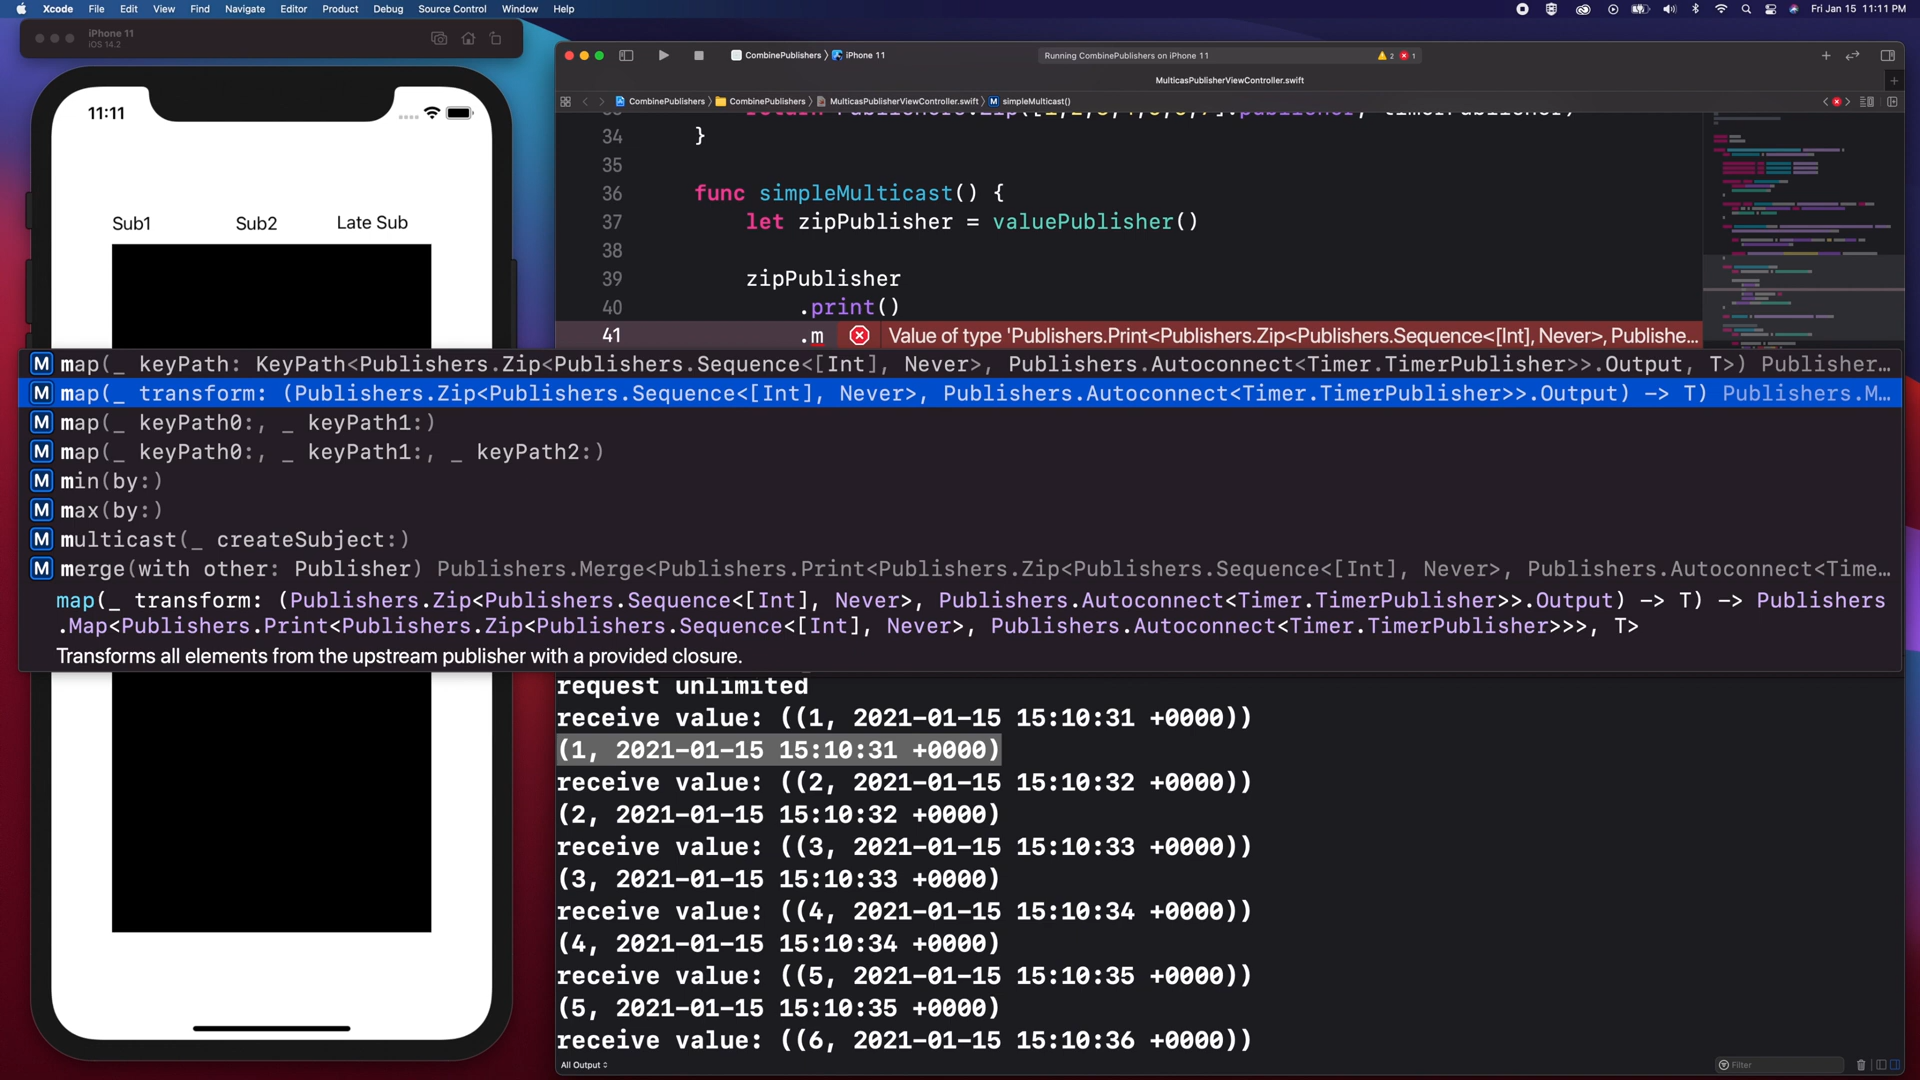 Xcode File Edit View Find Navigate Editor Product Debug Source Control Window Help
Fri Jan 15 11:11 PM
iPhone 11
iOS 14.2
11:11
Sub1 Sub2 Late Sub
CombinePublishers 〉 iPhone 11
Running CombinePublishers on iPhone 11
2 1
MulticasPublisherViewController.swift
CombinePublishers 〉 CombinePublishers 〉 MulticasPublisherViewController.swift 〉 M simpleMulticast()
34 }
35
36 func simpleMulticast() {
37 let zipPublisher = valuePublisher()
38
39 zipPublisher
40 .print()
41 .m Value of type 'Publishers.Print<Publishers.Zip<Publishers.Sequence<[Int], Never>, Publishe...
M map(_ keyPath: KeyPath<Publishers.Zip<Publishers.Sequence<[Int], Never>, Publishers.Autoconnect<Timer.TimerPublisher>>.Output, T>) Publisher...
M map(_ transform: (Publishers.Zip<Publishers.Sequence<[Int], Never>, Publishers.Autoconnect<Timer.TimerPublisher>>.Output) -> T) Publishers.M...
M map(_ keyPath0:, _ keyPath1:)
M map(_ keyPath0:, _ keyPath1:, _ keyPath2:)
M min(by:)
M max(by:)
M multicast(_ createSubject:)
M merge(with other: Publisher) Publishers.Merge<Publishers.Print<Publishers.Zip<Publishers.Sequence<[Int], Never>, Publishers.Autoconnect<Time...
map(_ transform: (Publishers.Zip<Publishers.Sequence<[Int], Never>, Publishers.Autoconnect<Timer.TimerPublisher>>.Output) -> T) -> Publishers
.Map<Publishers.Print<Publishers.Zip<Publishers.Sequence<[Int], Never>, Publishers.Autoconnect<Timer.TimerPublisher>>>, T>
Transforms all elements from the upstream publisher with a provided closure.
request unlimited
receive value: ((1, 2021-01-15 15:10:31 +0000))
(1, 2021-01-15 15:10:31 +0000)
receive value: ((2, 2021-01-15 15:10:32 +0000))
(2, 2021-01-15 15:10:32 +0000)
receive value: ((3, 2021-01-15 15:10:33 +0000))
(3, 2021-01-15 15:10:33 +0000)
receive value: ((4, 2021-01-15 15:10:34 +0000))
(4, 2021-01-15 15:10:34 +0000)
receive value: ((5, 2021-01-15 15:10:35 +0000))
(5, 2021-01-15 15:10:35 +0000)
receive value: ((6, 2021-01-15 15:10:36 +0000))
All Output
Filter